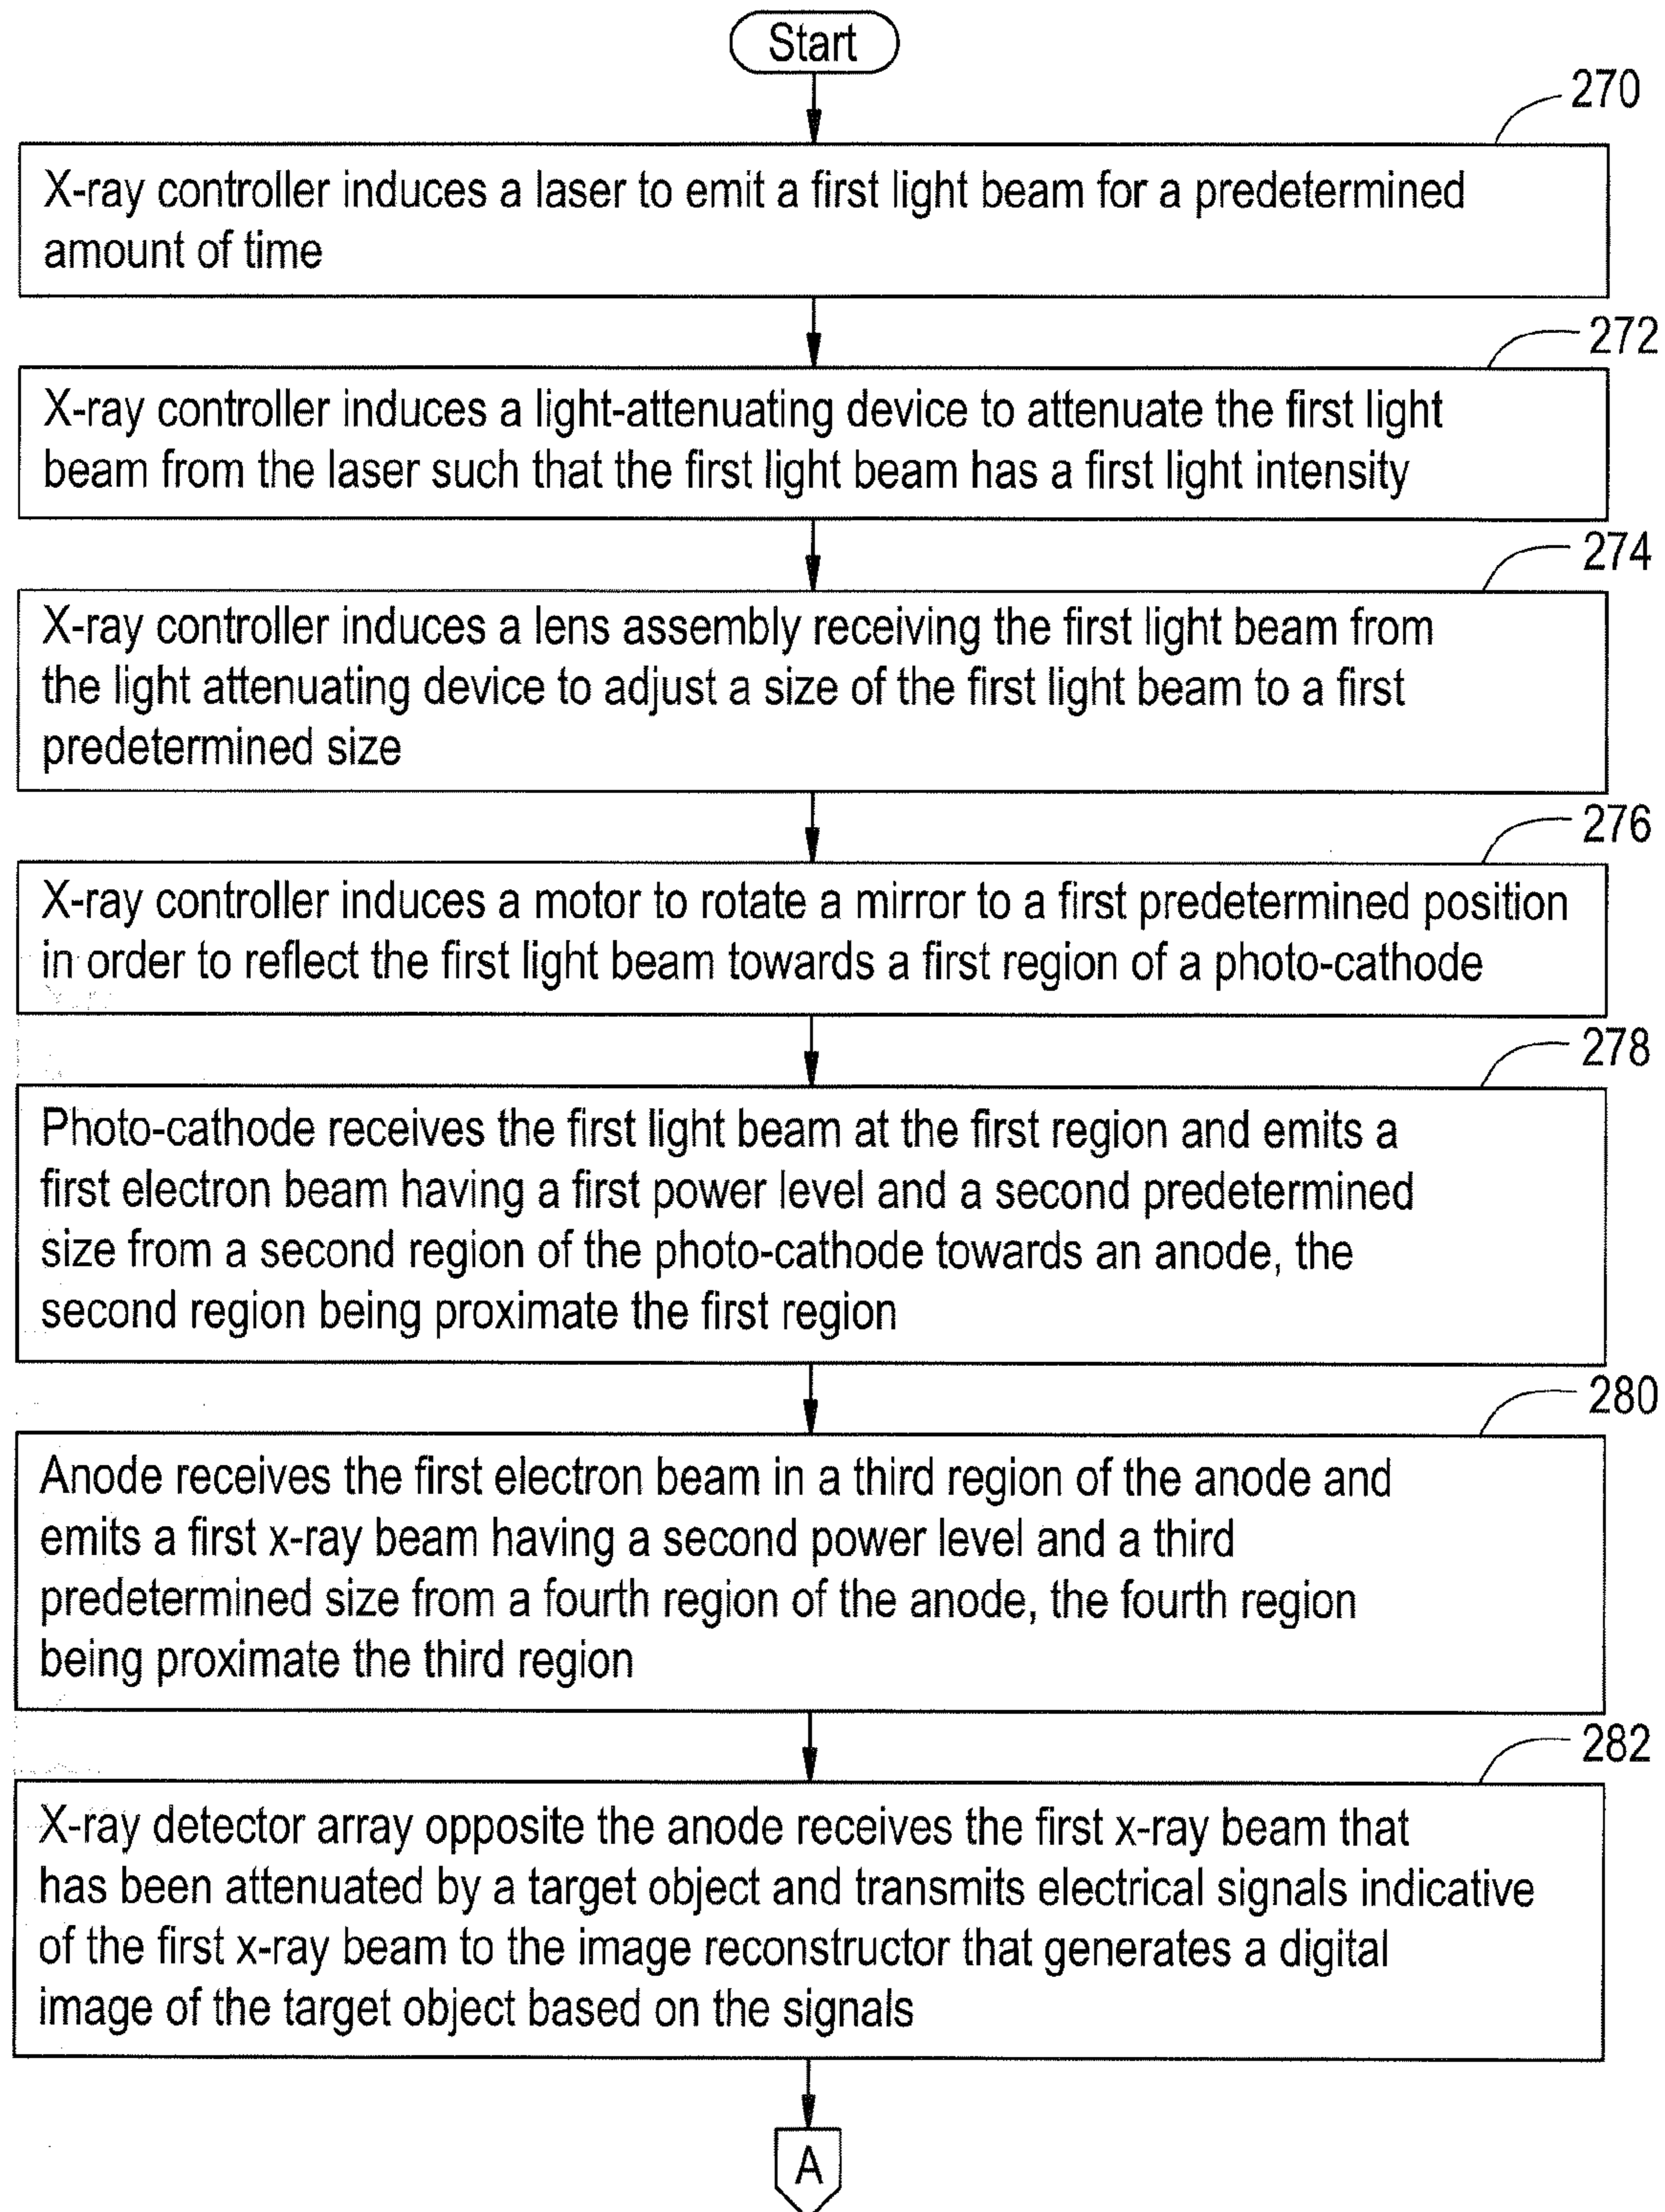 Start
270
X-ray controller induces a laser to emit a first light beam for a predetermined
amount of time
272
X-ray controller induces a light-attenuating device to attenuate the first light
beam from the laser such that the first light beam has a first light intensity
274
X-ray controller induces a lens assembly receiving the first light beam from
the light attenuating device to adjust a size of the first light beam to a first
predetermined size
276
X-ray controller induces a motor to rotate a mirror to a first predetermined position
in order to reflect the first light beam towards a first region of a photo-cathode
278
Photo-cathode receives the first light beam at the first region and emits a
first electron beam having a first power level and a second predetermined
size from a second region of the photo-cathode towards an anode, the
second region being proximate the first region
280
Anode receives the first electron beam in a third region of the anode and
emits a first x-ray beam having a second power level and a third
predetermined size from a fourth region of the anode, the fourth region
being proximate the third region
282
X-ray detector array opposite the anode receives the first x-ray beam that
has been attenuated by a target object and transmits electrical signals indicative
of the first x-ray beam to the image reconstructor that generates a digital
image of the target object based on the signals
A